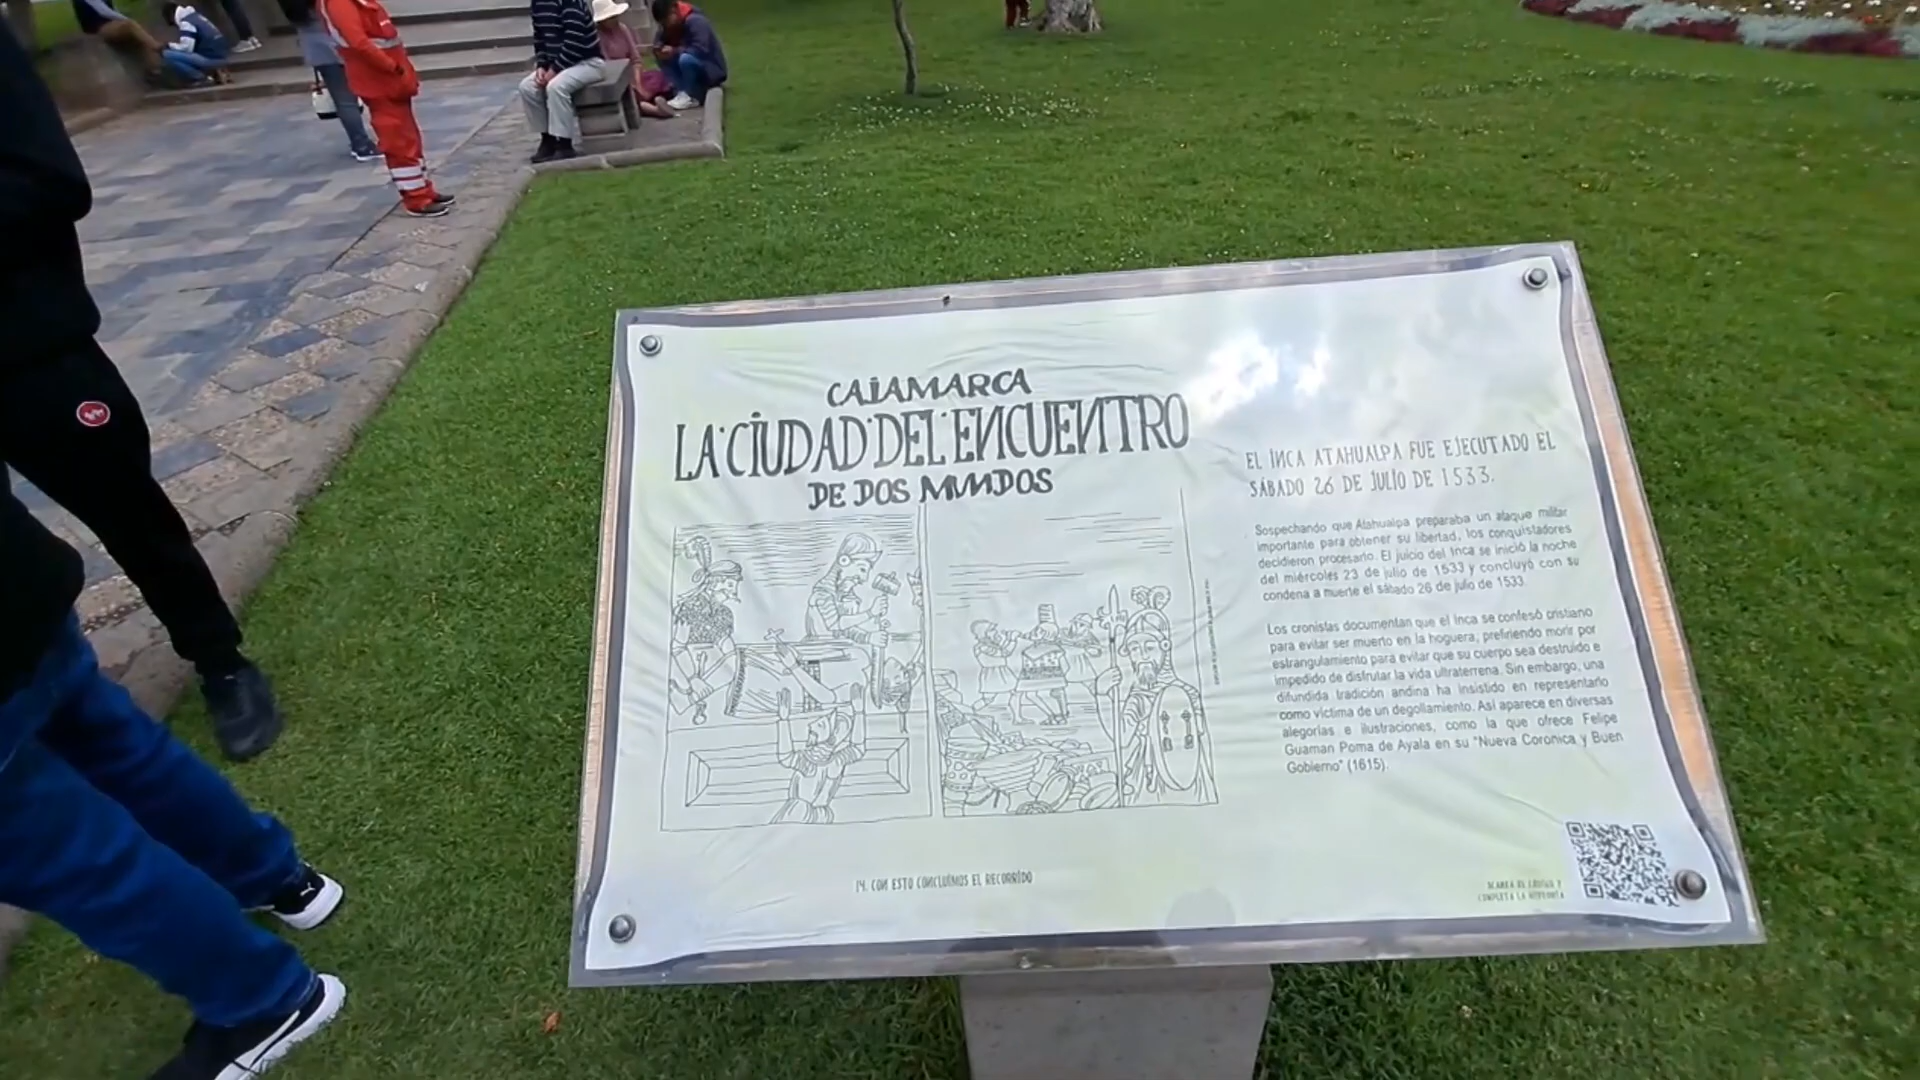 CAJAMARCA
LA CIUDAD DEL ENCUENTRO
DE DOS MUNDOS
EL INCA ATAHUALPA FUE EJECUTADO EL
SÁBADO 26 DE JULIO DE 1533.
Sospechando que Atahualpa preparaba un ataque militar
importante para obtener su libertad, los conquistadores
decidieron procesarlo. El juicio del Inca se inició la noche
del miércoles 23 de julio de 1533 y concluyó con su
condena a muerte el sábado 26 de julio de 1533.
Los cronistas documentan que el Inca se confesó cristiano
para evitar ser muerto en la hoguera; prefiriendo morir por
estrangulamiento para evitar que su cuerpo sea destruido e
impedido de disfrutar la vida ultraterrena. Sin embargo, una
difundida tradición andina ha insistido en representarlo
como víctima de un degollamiento. Así aparece en diversas
alegorías e ilustraciones, como la que ofrece Felipe
Guaman Poma de Ayala en su "Nueva Coronica y Buen
Gobierno" (1615).
14. CON ESTO CONCLUÍMOS EL RECORRIDO
ESCANEA EL CÓDIGO Y
COMPLETA LA HISTORIA